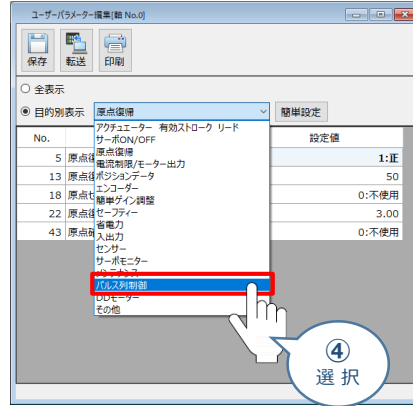 ユーザーパラメーター編集[軸 No.0]
保存 転送 印刷
全表示
目的別表示 原点復帰 簡単設定
No. 設定値
アクチュエーター 有効ストローク リード
サーボON/OFF
原点復帰
電流制限/モーター出力
ポジションデータ
エンコーダー
簡単ゲイン調整
セーフティー
省電力
入出力
センサー
サーボモニター
メンテナンス
パルス列制御
DDモーター
その他
5 原点復 1:正
13 原点復 50
18 原点セ 0:不使用
22 原点復 3.00
43 原点確 0:不使用
④
選 択